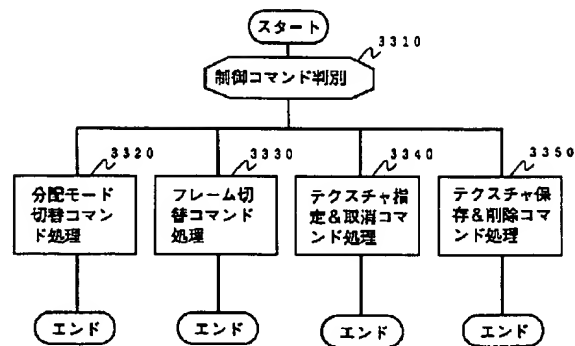 スタート
3310
制御コマンド判別
3320
3330
3340
3350
分配モード
切替コマン
ド処理
フレーム切
替コマンド
処理
テクスチャ指
定&取消コマ
ンド処理
テクスチャ保
存&削除コマ
ンド処理
エンド
エンド
エンド
エンド